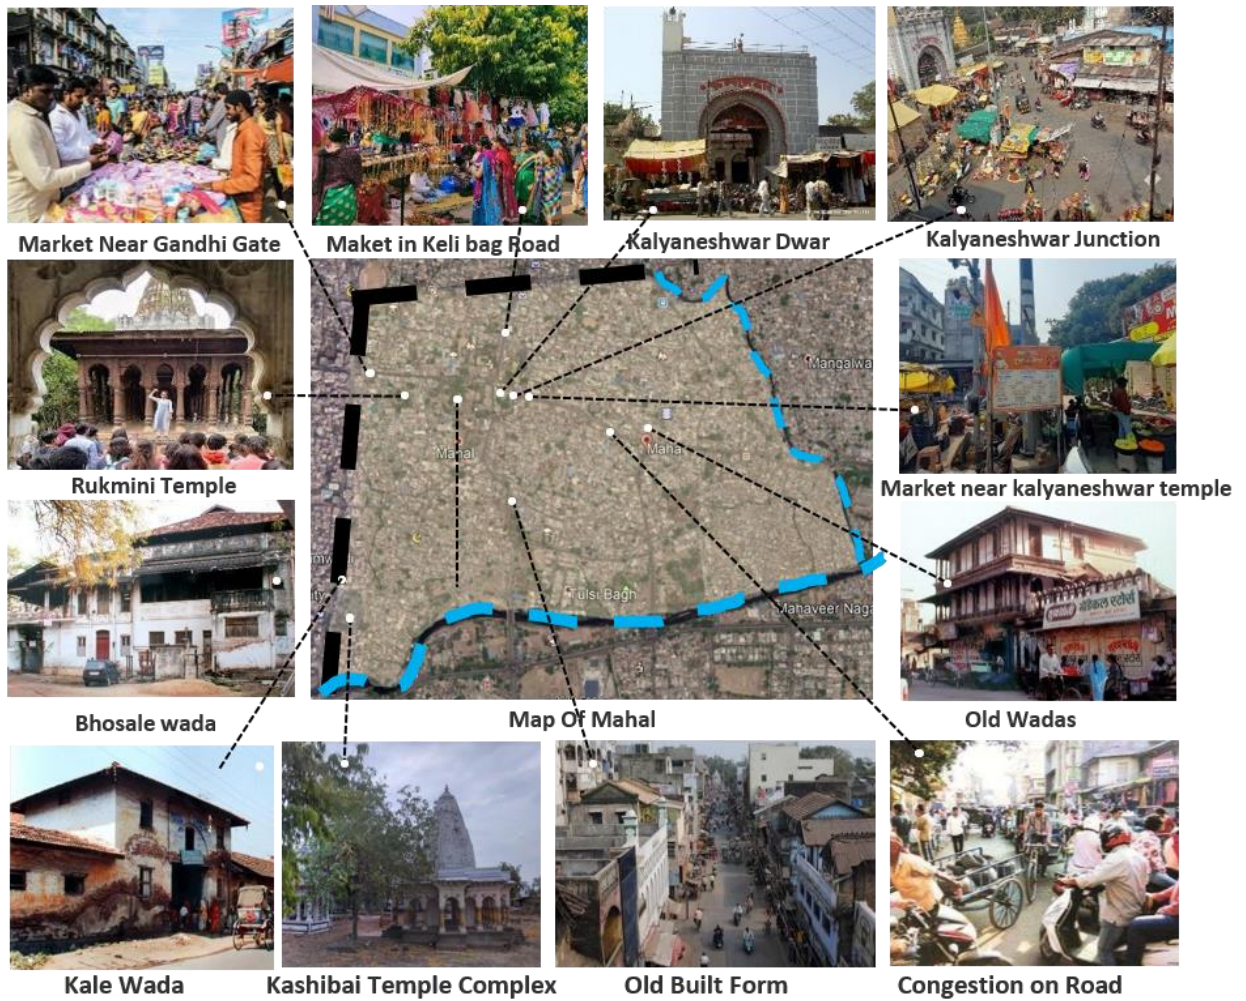 Market Near Gandhi Gate
Maket in Keli bag Road
Kalyaneshwar Dwar
Kalyaneshwar Junction
Mangalwa
Mahal
Maha
Rukmini Temple
Market near kalyaneshwar temple
मेडिकल स्टोर्स
Tulsi Bagh
Mahaveer Naga
Bhosale wada
Map Of Mahal
Old Wadas
Kale Wada
Kashibai Temple Complex
Old Built Form
Congestion on Road